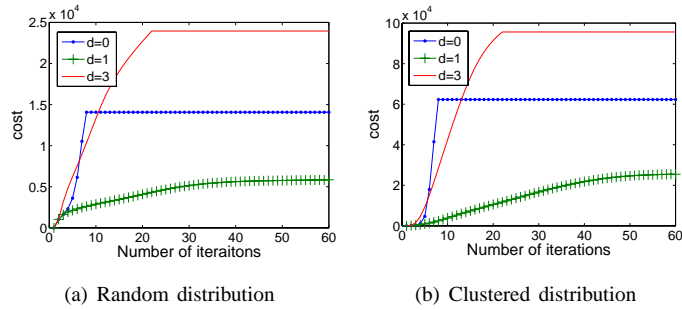 2.5
x 10^4
2
1.5
1
0.5
0
cost
d=0
d=1
d=3
0
10
20
30
40
50
60
Number of iteraitons
(a) Random distribution
10
x 10^4
8
6
4
2
0
cost
d=0
d=1
d=3
0
10
20
30
40
50
60
Number of iteraitons
(b) Clustered distribution